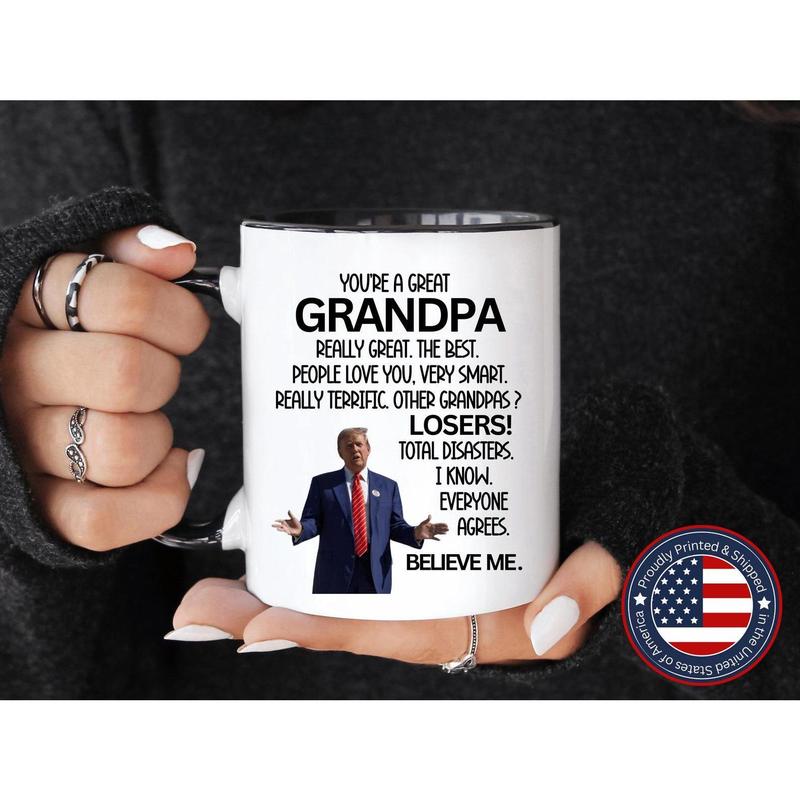 YOU'RE A GREAT
GRANDPA
REALLY GREAT. THE BEST.
PEOPLE LOVE YOU, VERY SMART.
REALLY TERRIFIC. OTHER GRANDPAS ?
LOSERS!
TOTAL DISASTERS.
I KNOW.
EVERYONE
AGREES.
BELIEVE ME.
Proudly Printed & Shipped
in the United States of America